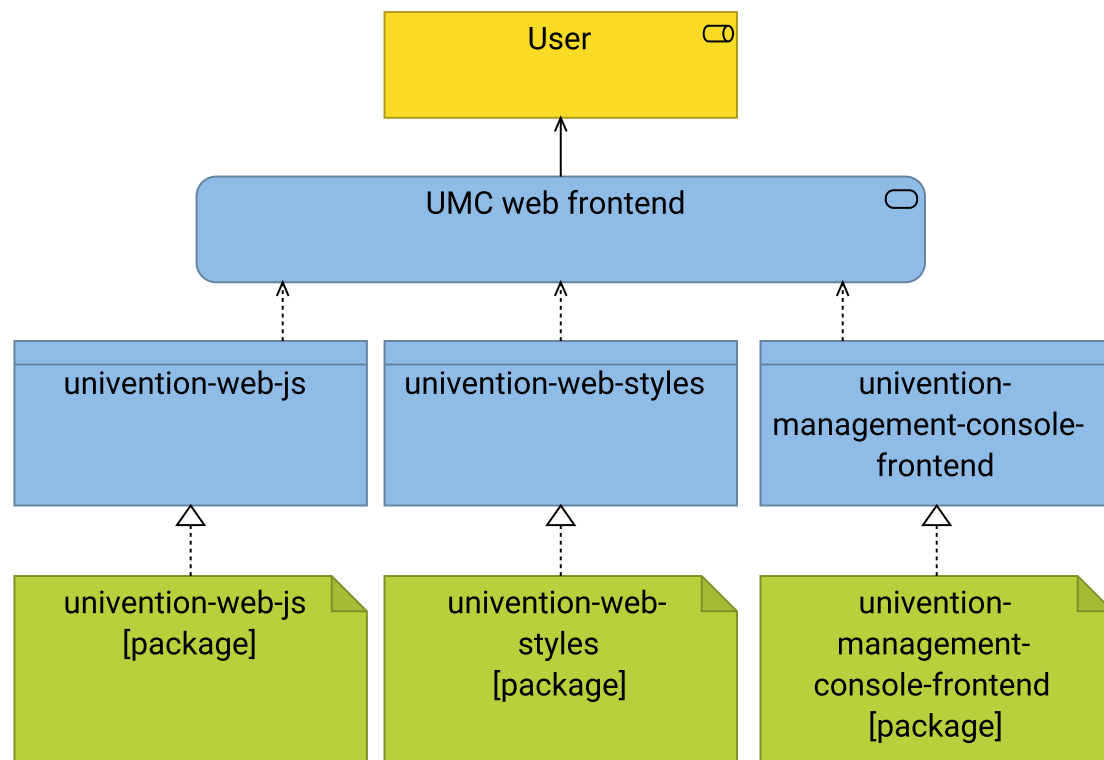 User
UMC web frontend
univention-web-js
univention-web-styles
univention-
management-console-
frontend
univention-web-js
[package]
univention-web-
styles
[package]
univention-
management-
console-frontend
[package]